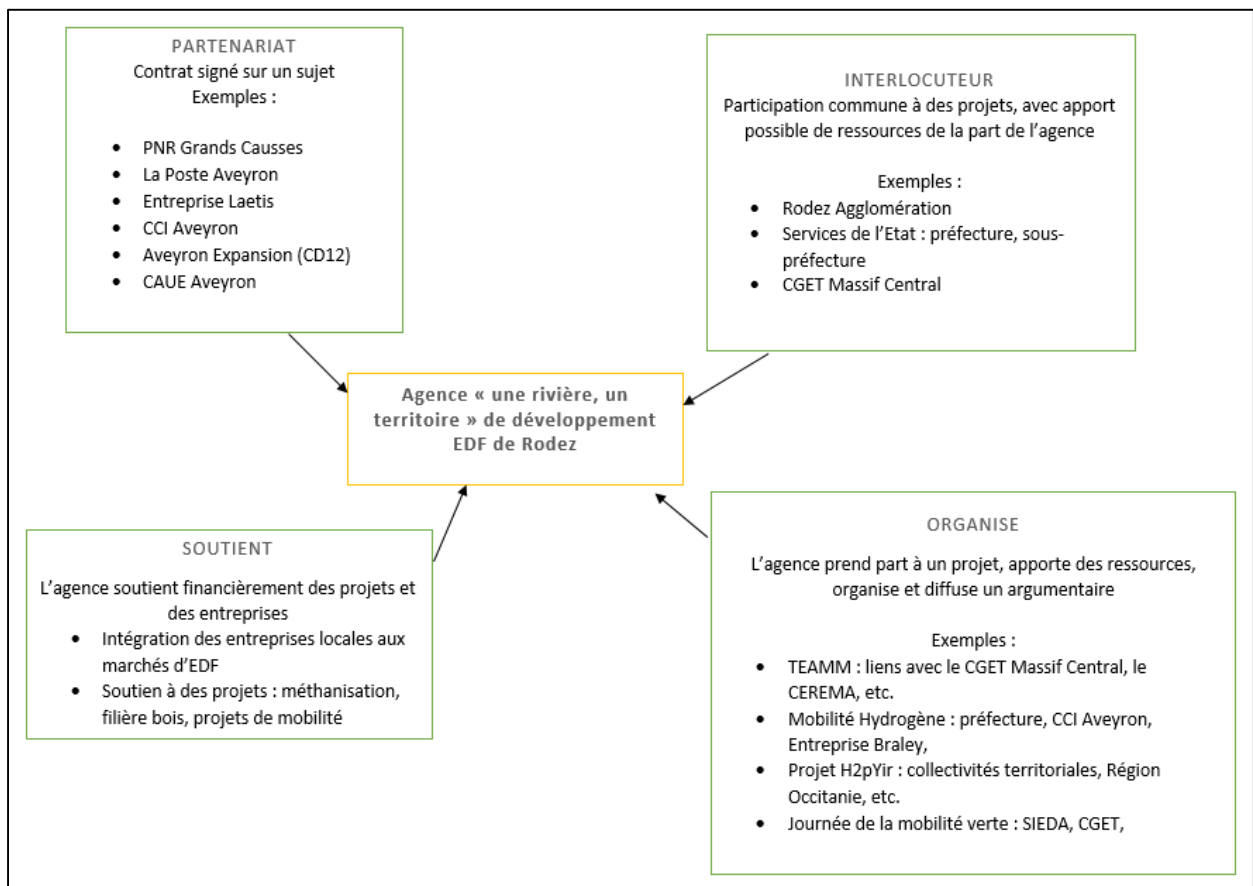 PARTENARIAT
Contrat signé sur un sujet
Exemples :
• PNR Grands Causses
• La Poste Aveyron
• Entreprise Laetis
• CCI Aveyron
• Aveyron Expansion (CD12)
• CAUE Aveyron
INTERLOCUTEUR
Participation commune à des projets, avec apport
possible de ressources de la part de l’agence
Exemples :
• Rodez Agglomération
• Services de l’Etat : préfecture, sous-
préfecture
• CGET Massif Central
Agence « une rivière, un
territoire » de développement
EDF de Rodez
SOUTIENT
L’agence soutient financièrement des projets et
des entreprises
• Intégration des entreprises locales aux
marchés d’EDF
• Soutien à des projets : méthanisation,
filière bois, projets de mobilité
ORGANISE
L’agence prend part à un projet, apporte des ressources,
organise et diffuse un argumentaire
Exemples :
• TEAMM : liens avec le CGET Massif Central, le
CEREMA, etc.
• Mobilité Hydrogène : préfecture, CCI Aveyron,
Entreprise Braley,
• Projet H2pYir : collectivités territoriales, Région
Occitanie, etc.
• Journée de la mobilité verte : SIEDA, CGET,